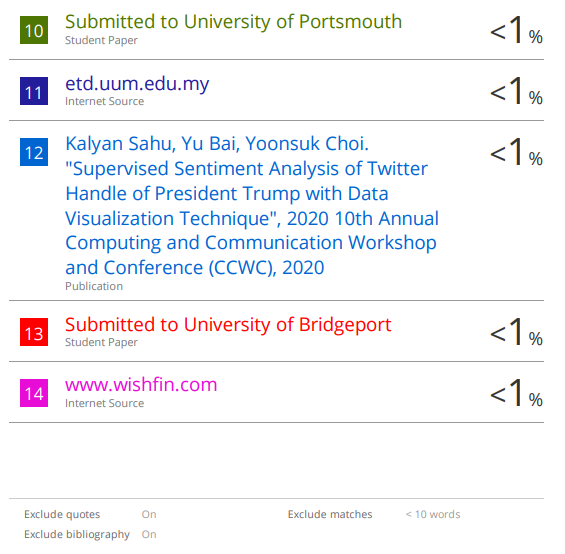 10 Submitted to University of Portsmouth <1%
Student Paper
11 etd.uum.edu.my <1%
Internet Source
12 Kalyan Sahu, Yu Bai, Yoonsuk Choi. <1%
"Supervised Sentiment Analysis of Twitter
Handle of President Trump with Data
Visualization Technique", 2020 10th Annual
Computing and Communication Workshop
and Conference (CCWC), 2020
Publication
13 Submitted to University of Bridgeport <1%
Student Paper
14 www.wishfin.com <1%
Internet Source
Exclude quotes On Exclude matches < 10 words
Exclude bibliography On